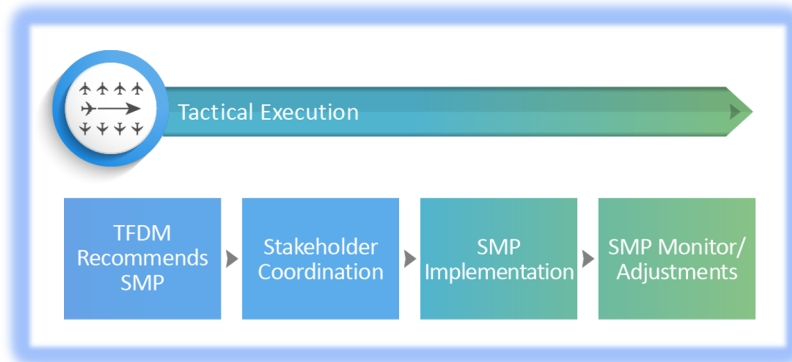 Tactical Execution
TFDM
Recommends
SMP
Stakeholder
Coordination
SMP
Implementation
SMP Monitor/
Adjustments